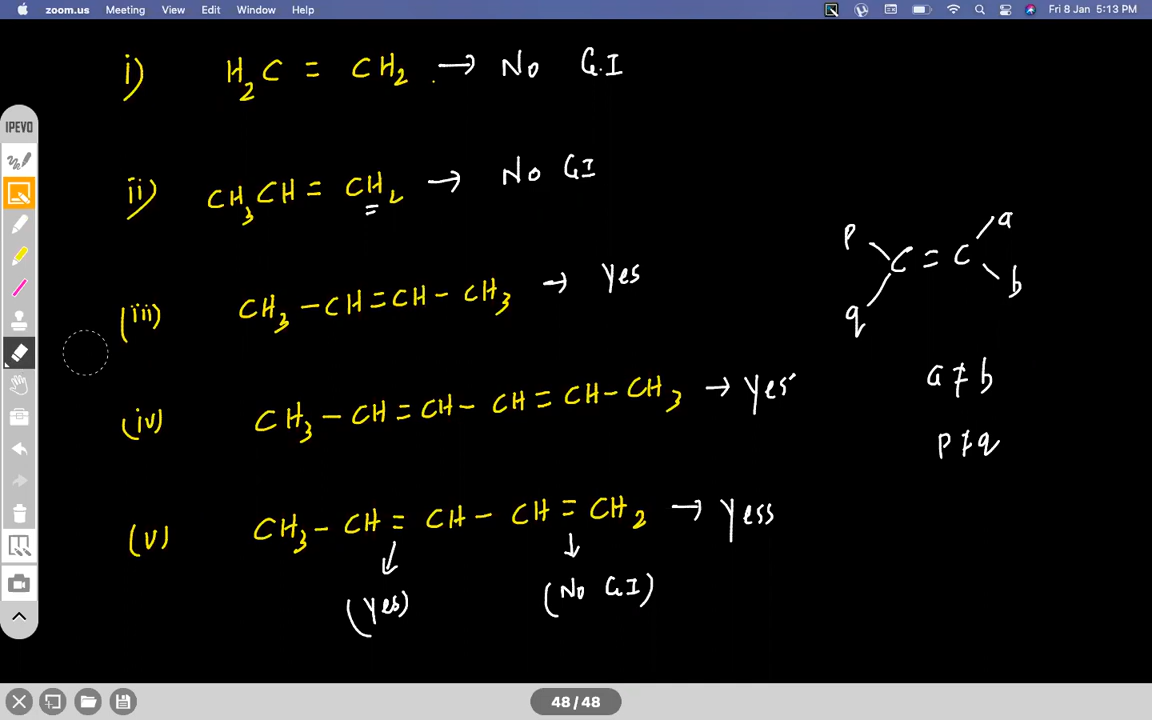 zoom.us Meeting View Edit Window Help Fri 8 Jan 5:13 PM
i) H₂C = CH₂ → No G.I
IPEVO
ii) CH₃CH = CH₂ → No GI
(iii) CH₃ – CH = CH – CH₃ → Yes
p q C = C a b
a ≠ b
p ≠ q
(iv) CH₃ – CH = CH – CH = CH – CH₃ → Yes
(v) CH₃ – CH = CH – CH = CH₂ → Yess
(Yes) (No GI)
48/48